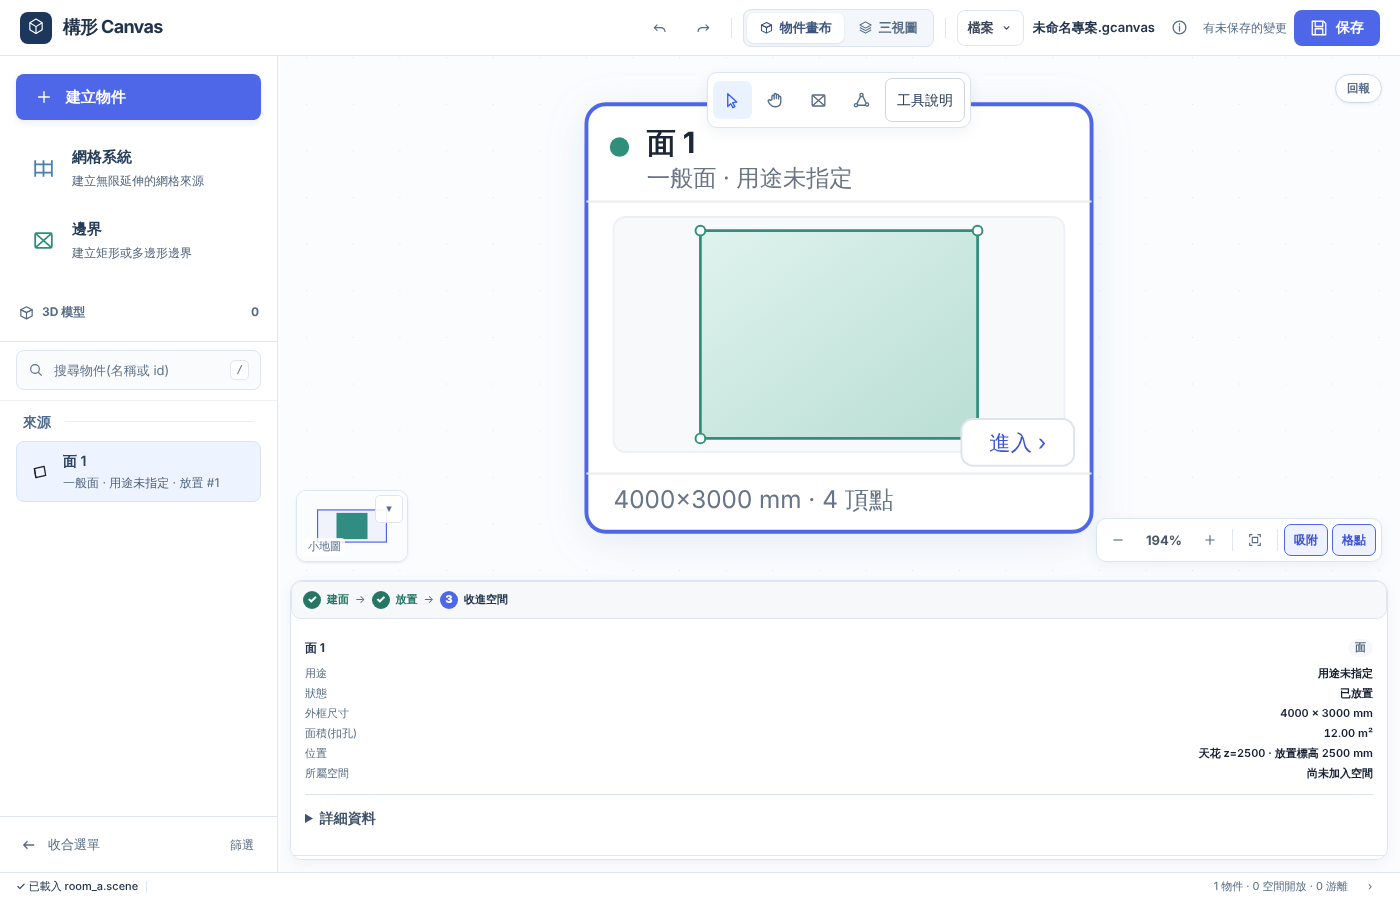 構形 Canvas
物件畫布
三視圖
檔案
未命名專案.gcanvas
有未保存的變更
保存
建立物件
網格系統
建立無限延伸的網格來源
邊界
建立矩形或多邊形邊界
3D 模型
0
搜尋物件(名稱或 id)
/
來源
面 1
一般面 · 用途未指定 · 放置 #1
收合選單
篩選
工具說明
回報
面 1
一般面 · 用途未指定
進入 ›
4000×3000 mm · 4 頂點
小地圖
194%
吸附
格點
建面 → 放置 → 3 收進空間
面 1
面
用途
用途未指定
狀態
已放置
外框尺寸
4000 × 3000 mm
面積(扣孔)
12.00 m²
位置
天花 z=2500 · 放置標高 2500 mm
所屬空間
尚未加入空間
詳細資料
✓ 已載入 room_a.scene
1 物件 · 0 空間開放 · 0 游離
›